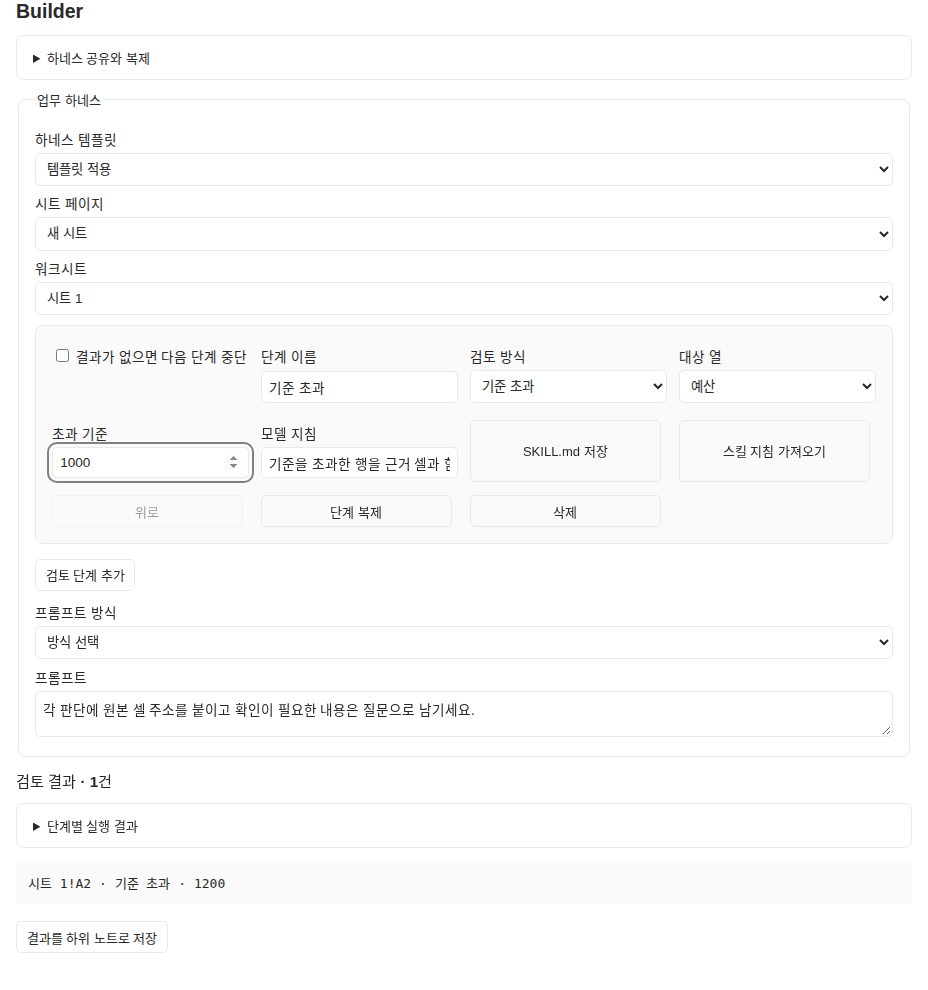 Builder
하네스 공유와 복제
업무 하네스
하네스 템플릿
템플릿 적용
시트 페이지
새 시트
워크시트
시트 1
결과가 없으면 다음 단계 중단
단계 이름
기준 초과
검토 방식
기준 초과
대상 열
예산
초과 기준
1000
모델 지침
기준을 초과한 행을 근거 셀과
SKILL.md 저장
스킬 지침 가져오기
위로
단계 복제
삭제
검토 단계 추가
프롬프트 방식
방식 선택
프롬프트
각 판단에 원본 셀 주소를 붙이고 확인이 필요한 내용은 질문으로 남기세요.
검토 결과 · 1건
단계별 실행 결과
시트 1!A2 · 기준 초과 · 1200
결과를 하위 노트로 저장